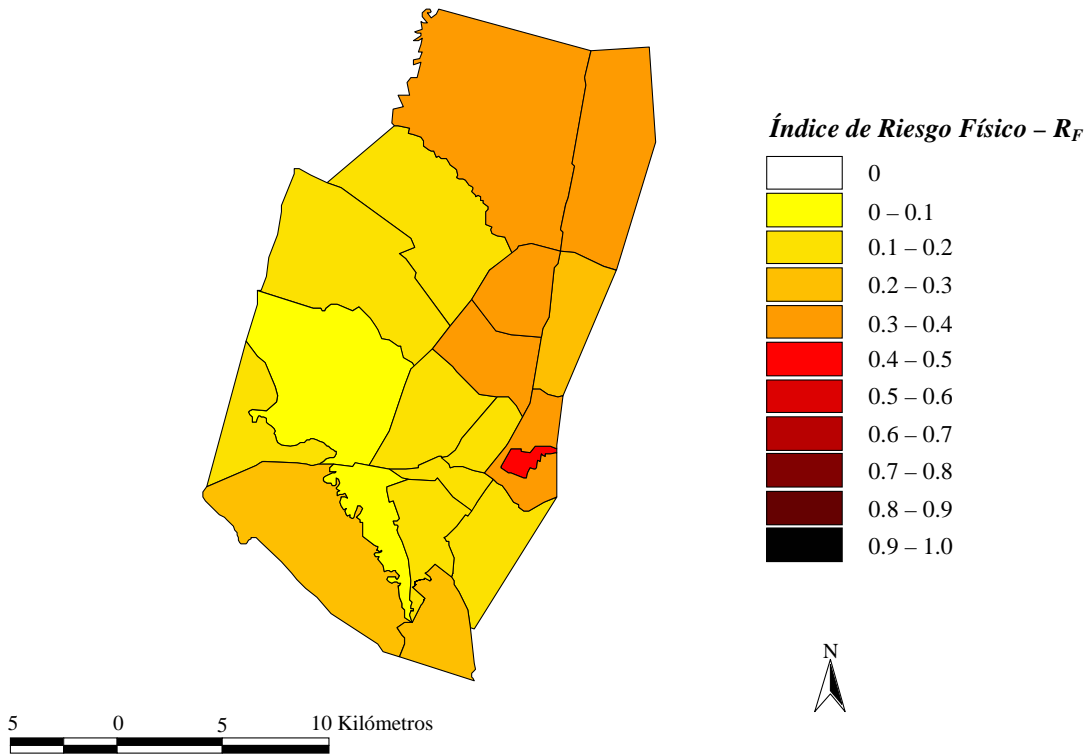 Índice de Riesgo Físico – RF
0
0 – 0.1
0.1 – 0.2
0.2 – 0.3
0.3 – 0.4
0.4 – 0.5
0.5 – 0.6
0.6 – 0.7
0.7 – 0.8
0.8 – 0.9
0.9 – 1.0
N
5 0 5 10 Kilómetros